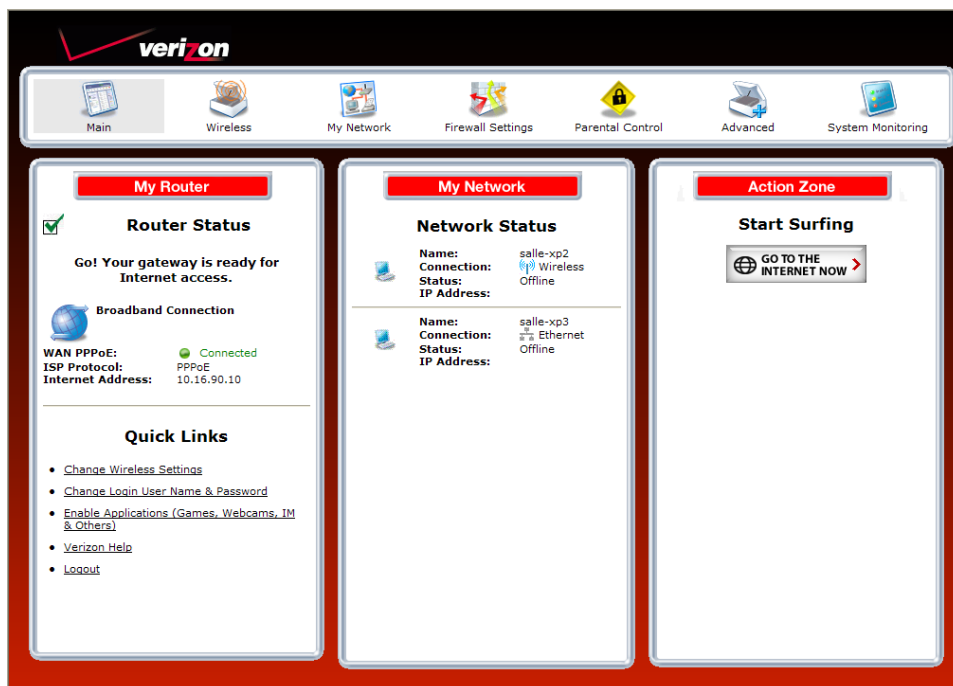 verizon
Main
Wireless
My Network
Firewall Settings
Parental Control
Advanced
System Monitoring
My Router
Router Status
Go! Your gateway is ready for
Internet access.
Broadband Connection
WAN PPPoE: Connected
ISP Protocol: PPPoE
Internet Address: 10.16.90.10
Quick Links
Change Wireless Settings
Change Login User Name & Password
Enable Applications (Games, Webcams, IM
& Others)
Verizon Help
Logout
My Network
Network Status
Name: salle-xp2
Connection: Wireless
Status: Offline
IP Address:
Name: salle-xp3
Connection: Ethernet
Status: Offline
IP Address:
Action Zone
Start Surfing
GO TO THE
INTERNET NOW